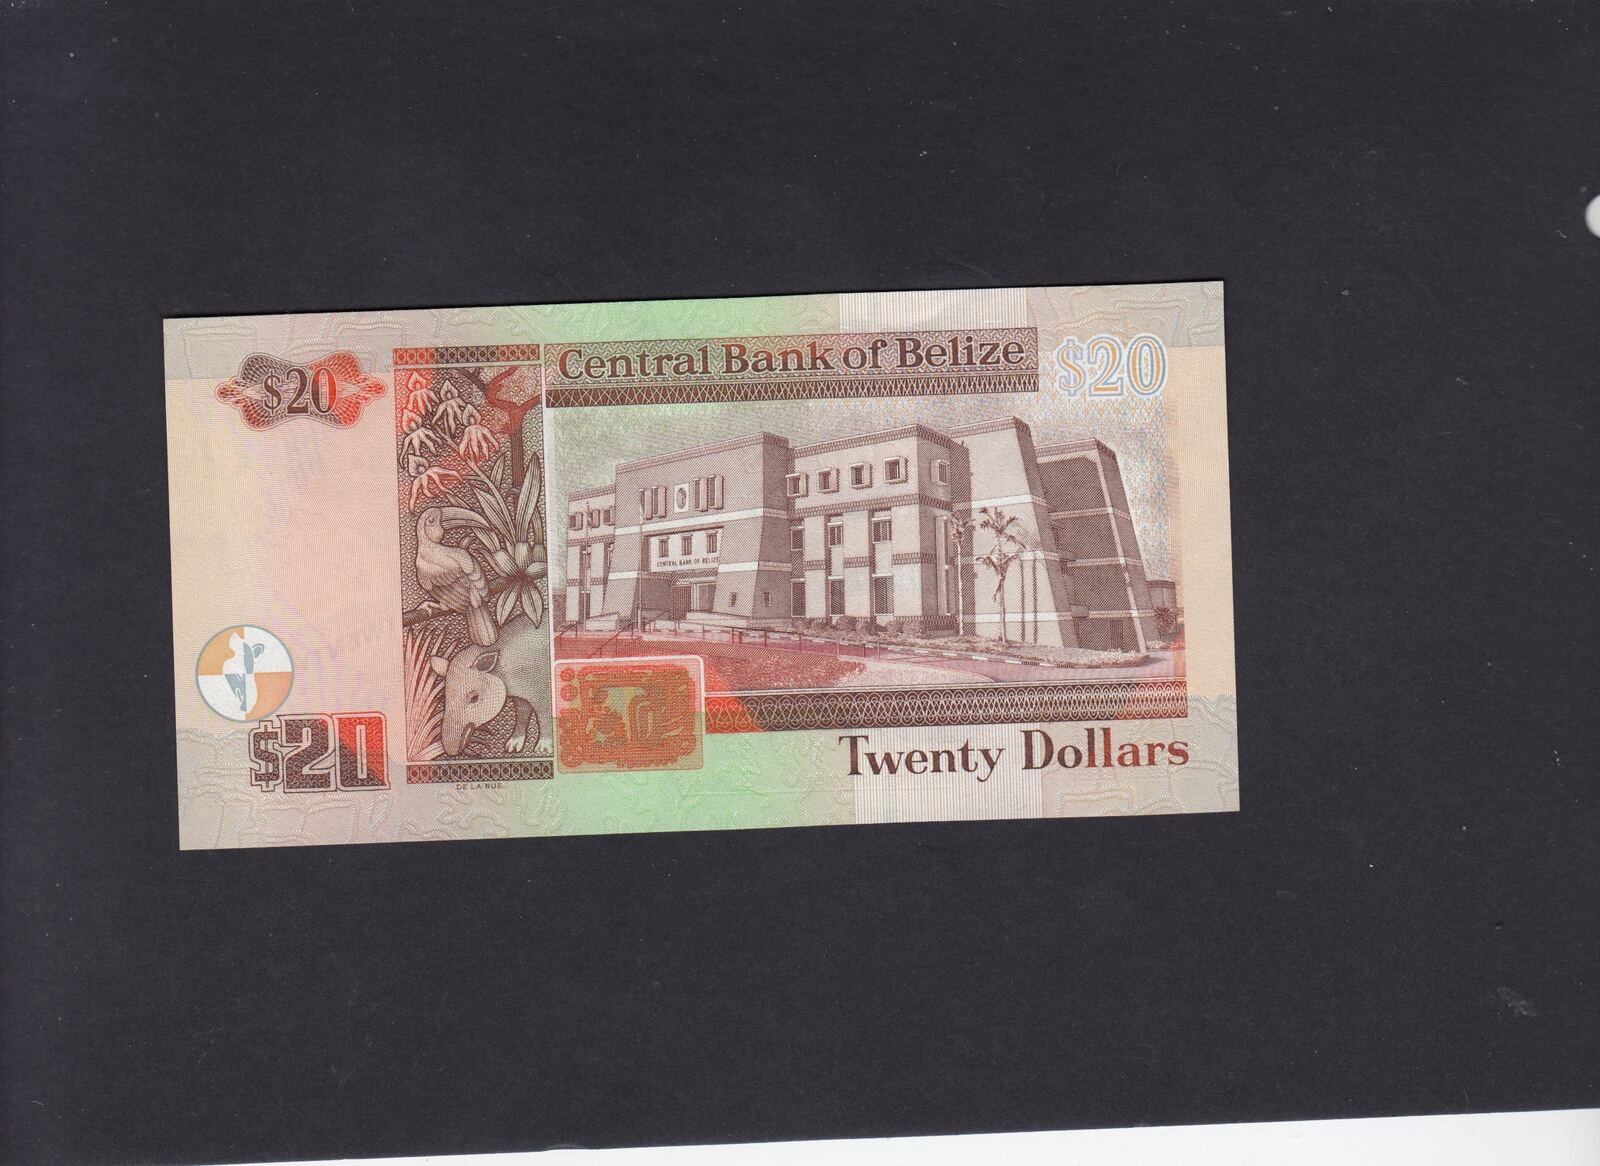 Central Bank of Belize
$20
$20
CENTRAL BANK OF BELIZE
$20
Twenty Dollars
DE LA RUE